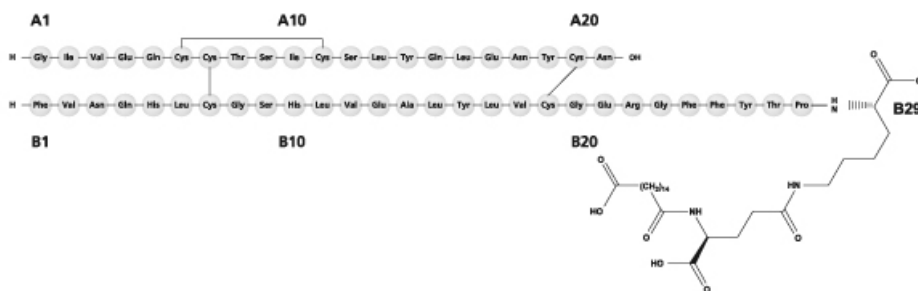 A1 A10 A20
H Gly Ile Val Glu Gln Cys Cys Thr Ser Ile Cys Ser Leu Tyr Gln Leu Glu Asn Tyr Cys Asn OH
H Phe Val Asn Gln His Leu Cys Gly Ser His Leu Val Glu Ala Leu Tyr Leu Val Cys Gly Glu Arg Gly Phe Phe Tyr Thr Pro H N
B1 B10 B20 B29
O
O
O (CH2)14 HN
HO NH
O O
HO
O